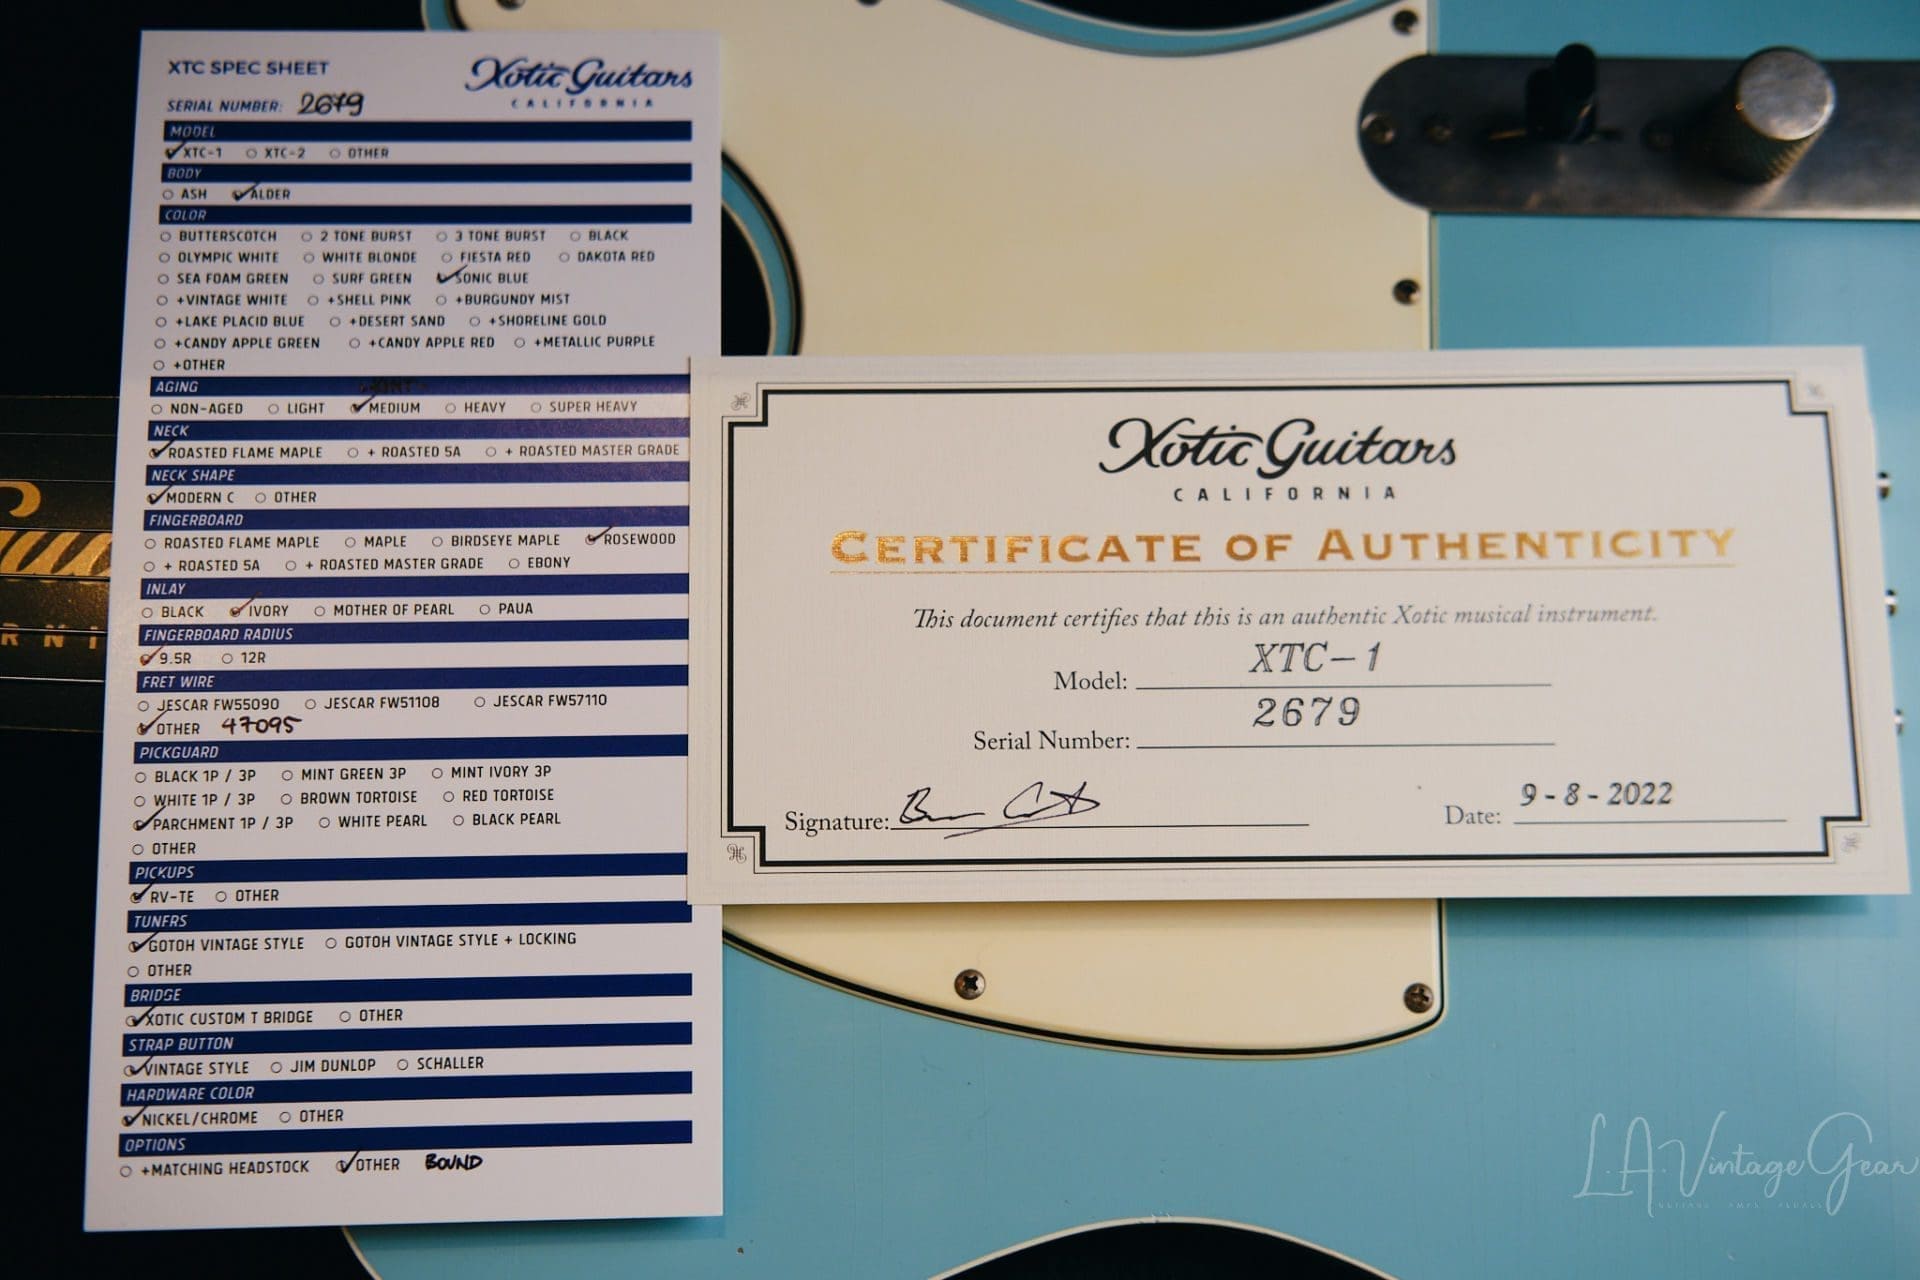 XTC SPEC SHEET
Xotic Guitars
CALIFORNIA
SERIAL NUMBER: 2679
MODEL
XTC-1 XTC-2 OTHER
BODY
ASH ALDER
COLOR
BUTTERSCOTCH 2 TONE BURST 3 TONE BURST BLACK
OLYMPIC WHITE WHITE BLONDE FIESTA RED DAKOTA RED
SEA FOAM GREEN SURF GREEN SONIC BLUE
+VINTAGE WHITE +SHELL PINK +BURGUNDY MIST
+LAKE PLACID BLUE +DESERT SAND +SHORELINE GOLD
+CANDY APPLE GREEN +CANDY APPLE RED +METALLIC PURPLE
+OTHER
AGING
NON-AGED LIGHT MEDIUM HEAVY SUPER HEAVY
NECK
ROASTED FLAME MAPLE + ROASTED 5A + ROASTED MASTER GRADE
NECK SHAPE
MODERN C OTHER
FINGERBOARD
ROASTED FLAME MAPLE MAPLE BIRDSEYE MAPLE ROSEWOOD
+ ROASTED 5A + ROASTED MASTER GRADE EBONY
INLAY
BLACK IVORY MOTHER OF PEARL PAUA
FINGERBOARD RADIUS
9.5R 12R
FRET WIRE
JESCAR FW55090 JESCAR FW51108 JESCAR FW57110
OTHER 47095
PICKGUARD
BLACK 1P / 3P MINT GREEN 3P MINT IVORY 3P
WHITE 1P / 3P BROWN TORTOISE RED TORTOISE
PARCHMENT 1P / 3P WHITE PEARL BLACK PEARL
OTHER
PICKUPS
RV-TE OTHER
TUNERS
GOTOH VINTAGE STYLE GOTOH VINTAGE STYLE + LOCKING
OTHER
BRIDGE
XOTIC CUSTOM T BRIDGE OTHER
STRAP BUTTON
VINTAGE STYLE JIM DUNLOP SCHALLER
HARDWARE COLOR
NICKEL/CHROME OTHER
OPTIONS
+MATCHING HEADSTOCK OTHER BOUND
Xotic Guitars
CALIFORNIA
CERTIFICATE OF AUTHENTICITY
This document certifies that this is an authentic Xotic musical instrument.
Model: XTC-1
Serial Number: 2679
Signature:
Date: 9-8-2022
L.A. Vintage Gear
GUITARS AMPS PEDALS